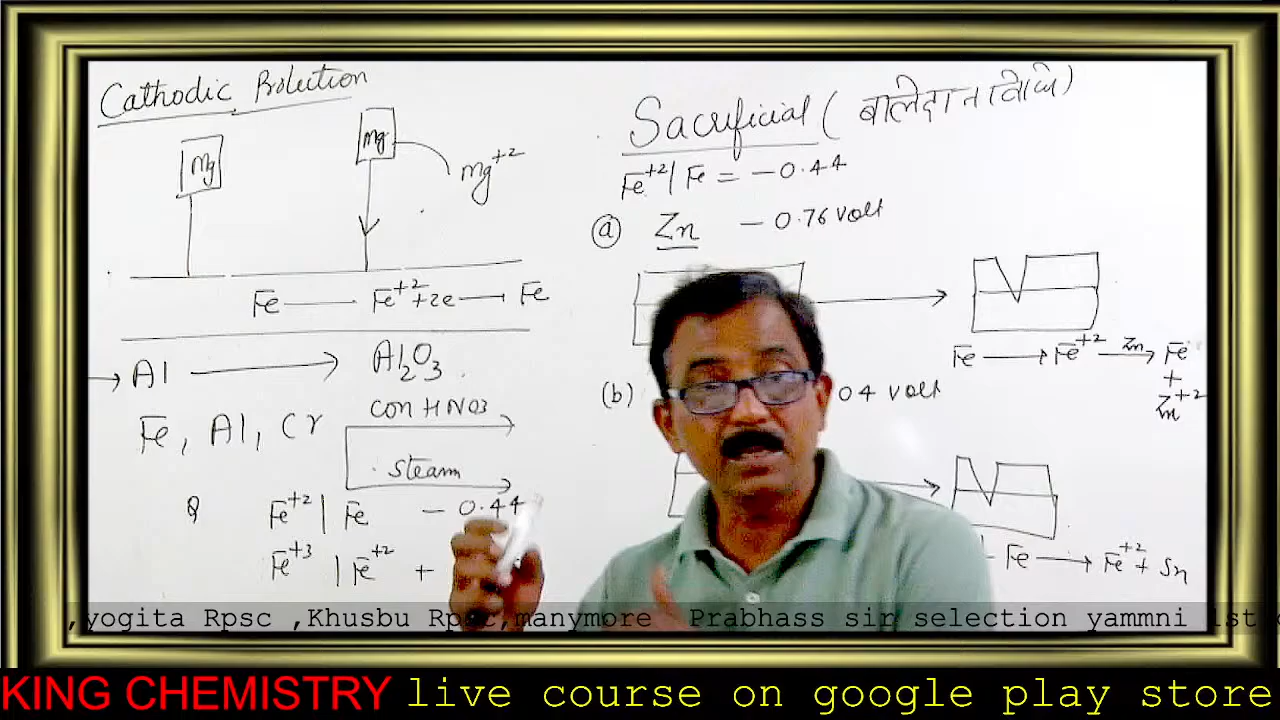 Cathodic Protection
Mg
Mg
Mg+2
Fe —— Fe+2+2e —→ Fe
→ Al ——→ Al2O3
con HNO3
Fe, Al, Cr
Steam
Q Fe+2 | Fe - 0.44
Fe+3 | Fe+2 +
Sacrificial (बलिदान विधि)
Fe+2 | Fe = -0.44
(a) Zn - 0.76 volt
Fe ——→ Fe+2 —Zn→ Fe
+
Zn+2
(b) 04 volt
Fe ——→ Fe+2 + Sn
,yogita Rpsc ,Khusbu Rpsc,manymore Prabhass sir selection yammni 1st
KING CHEMISTRY live course on google play store